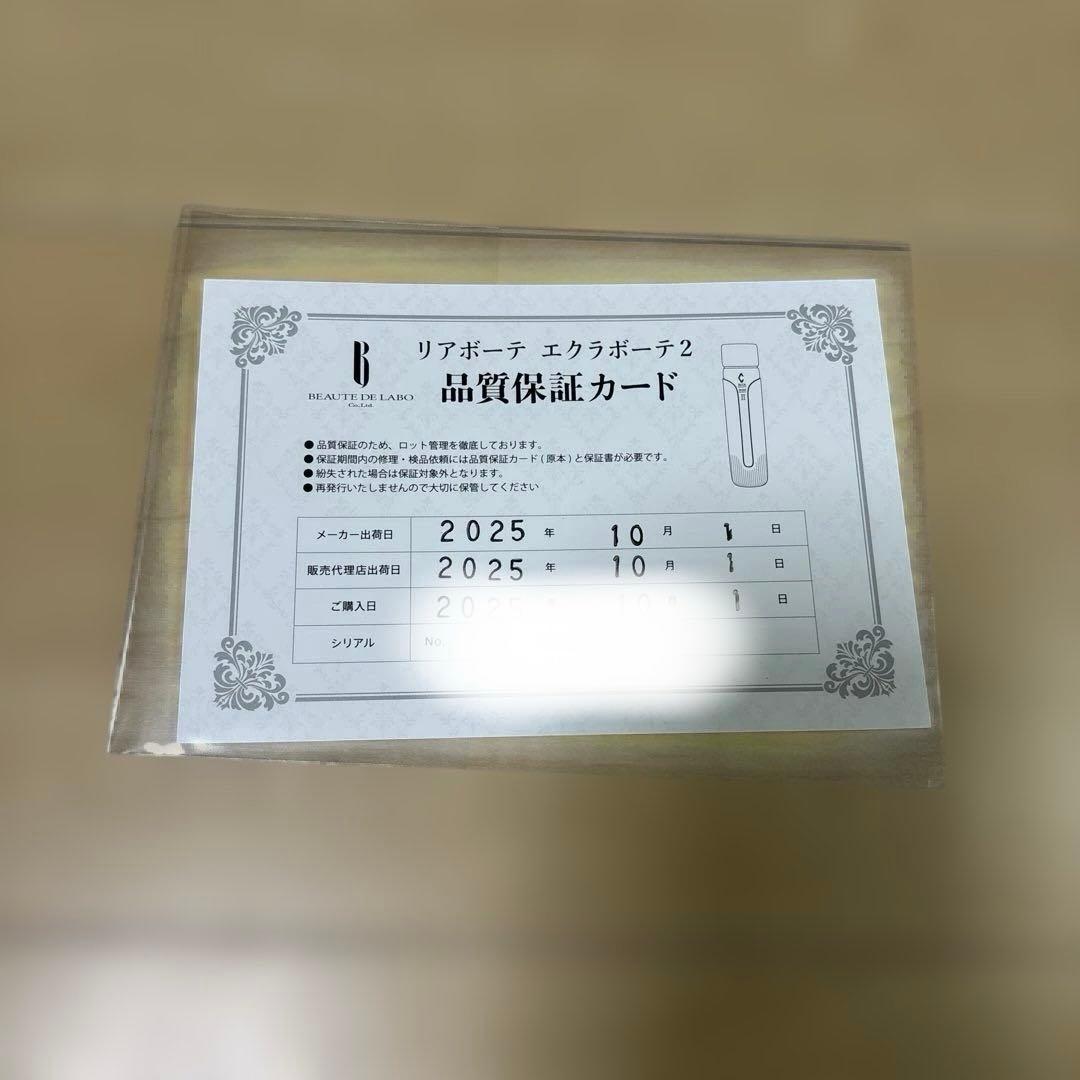 リアボーテ エクラボーテ2
品質保証カード
B
BEAUTE DE LABO
Co.,Ltd.
●品質保証のため、ロット管理を徹底しております。
●保証期間内の修理・検品依頼には品質保証カード(原本)と保証書が必要です。
●紛失された場合は保証対象外となります。
●再発行いたしませんので大切に保管してください
メーカー出荷日 2025 年 10 月 1 日
販売代理店出荷日 2025 年 10 月 1 日
ご購入日 2025 10 1 日
シリアル No.